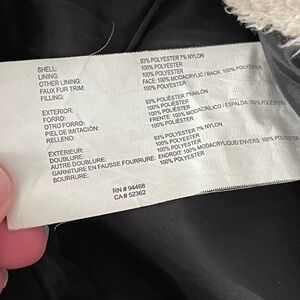 SHELL: 93% POLYESTER 7% NYLON
LINING: 100% POLYESTER
OTHER LINING: 100% POLYESTER
FAUX FUR TRIM: FACE: 100% MODACRYLIC / BACK: 100% POLYESTER
FILLING: 100% POLYESTER
EXTERIOR: 93% POLIÉSTER 7% NILÓN
FORRO: 100% POLIÉSTER
OTRO FORRO: 100% POLIÉSTER
PIEL DE IMITACIÓN: FRENTE: 100% MODACRÍLICO / ESPALDA: 100% POLIÉSTER
RELLENO: 100% POLIÉSTER
EXTÉRIEUR: 93% POLYESTER 7% NYLON
DOUBLURE: 100% POLYESTER
AUTRE DOUBLURE: 100% POLYESTER
GARNITURE EN FAUSSE FOURRURE: ENDROIT: 100% MODACRYLIQUE / ENVERS: 100% POLYESTER
BOURRURE: 100% POLYESTER
RN # 94468
CA # 52362